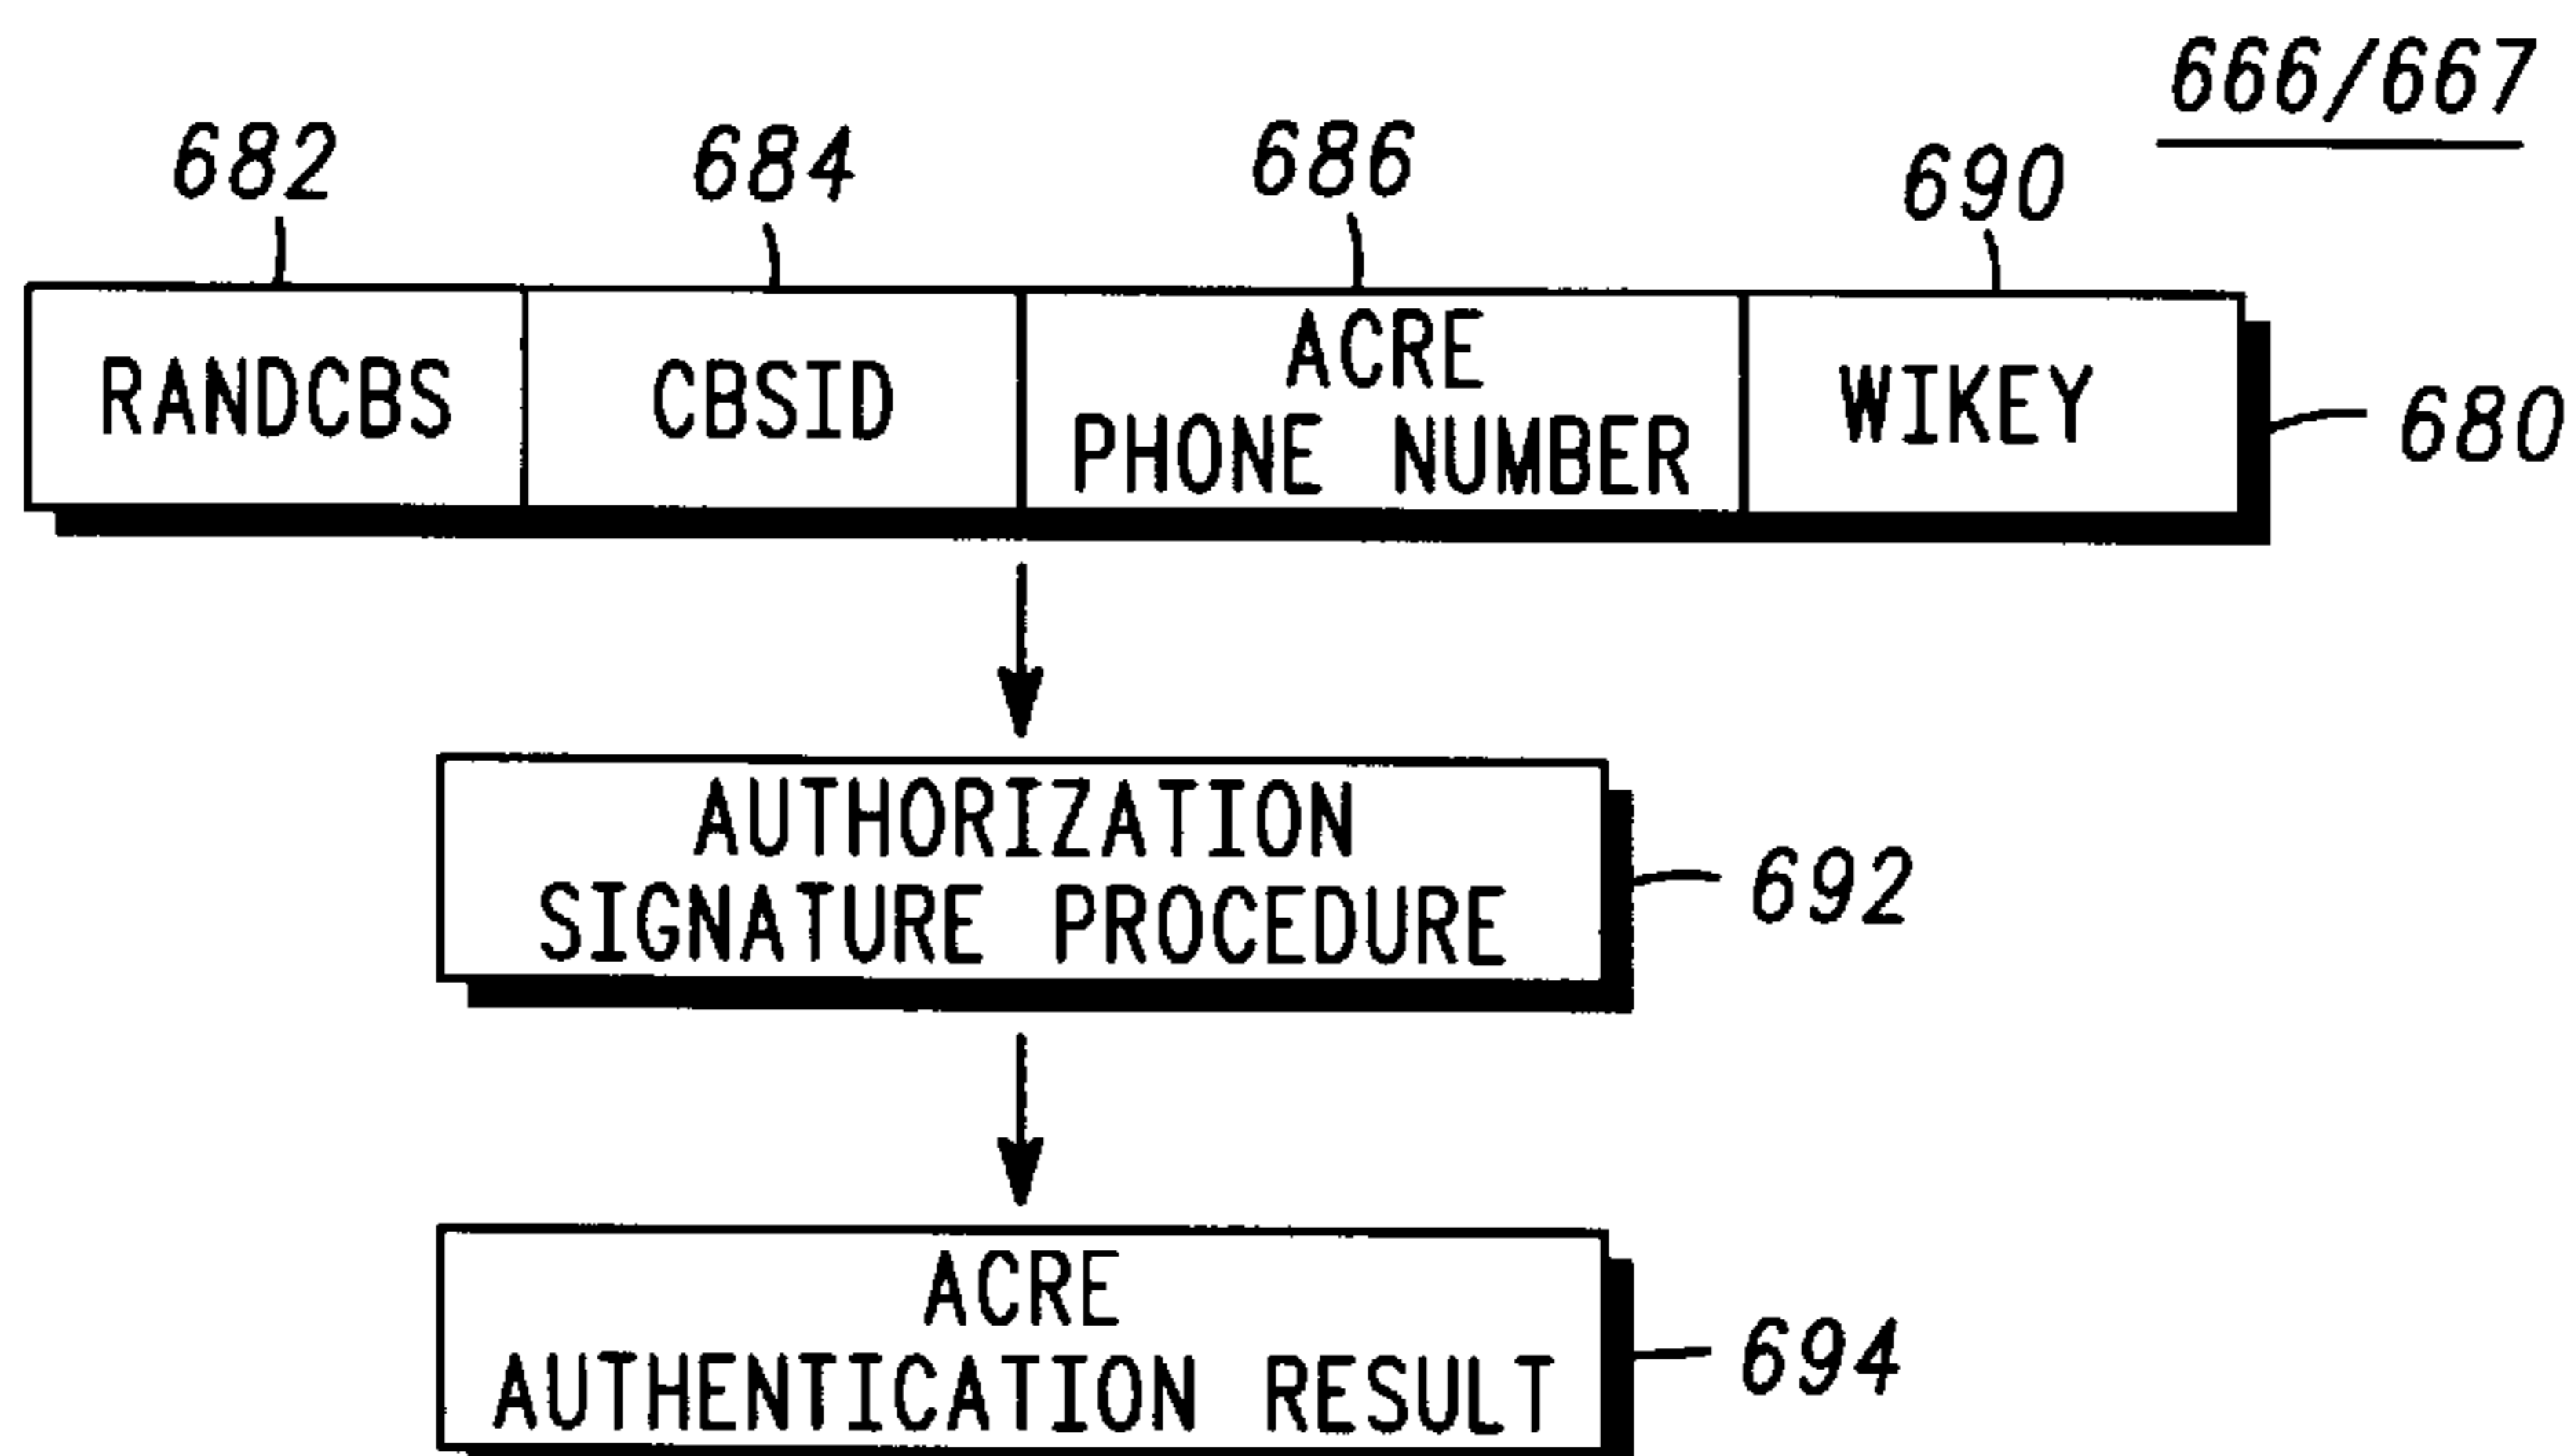 666/667
682 684 686 690
RANDCBS CBSID ACRE PHONE NUMBER WIKEY
680
AUTHORIZATION
SIGNATURE PROCEDURE
692
ACRE
AUTHENTICATION RESULT
694